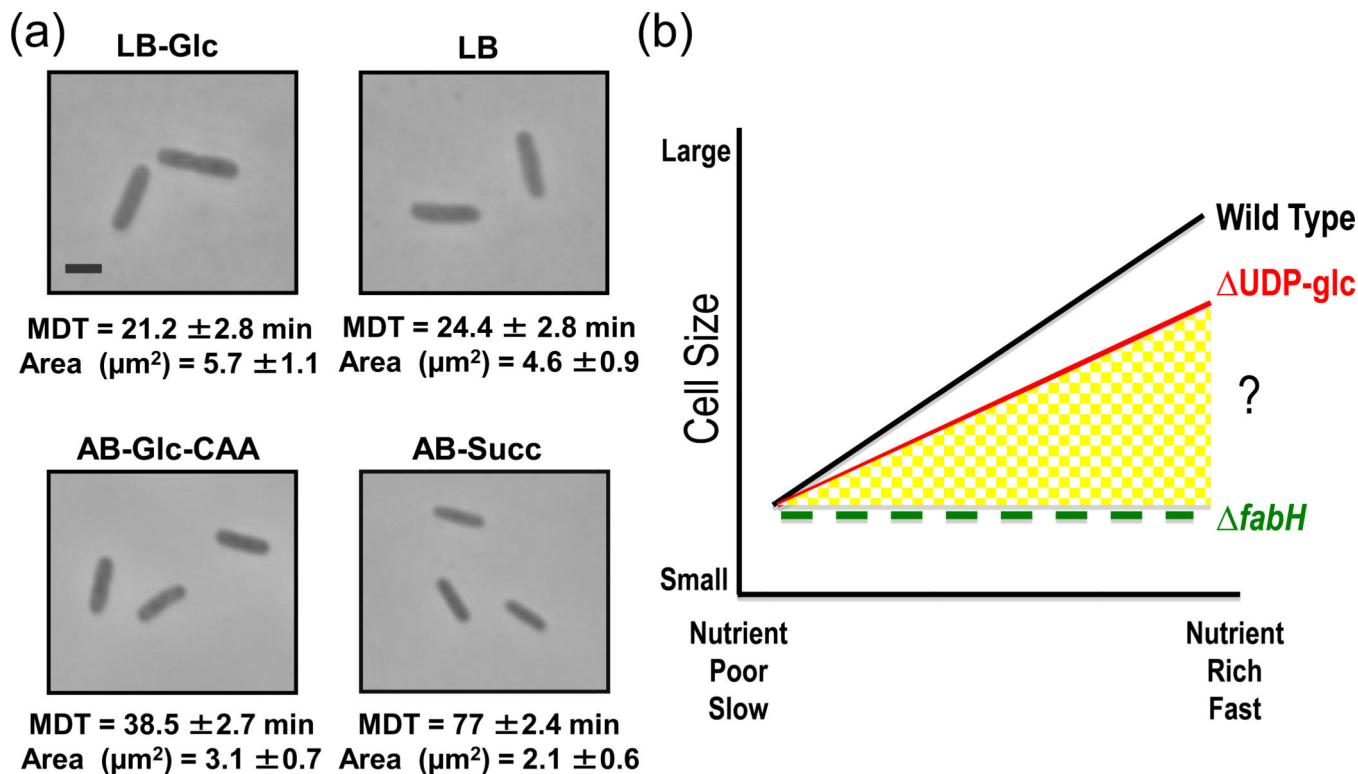 (a)
LB-Glc
LB
MDT = 21.2 ±2.8 min
Area (µm²) = 5.7 ±1.1
MDT = 24.4 ± 2.8 min
Area (µm²) = 4.6 ±0.9
AB-Glc-CAA
AB-Succ
MDT = 38.5 ±2.7 min
Area (µm²) = 3.1 ±0.7
MDT = 77 ±2.4 min
Area (µm²) = 2.1 ±0.6
(b)
Large
Cell Size
Small
Wild Type
ΔUDP-glc
?
ΔfabH
Nutrient
Poor
Slow
Nutrient
Rich
Fast